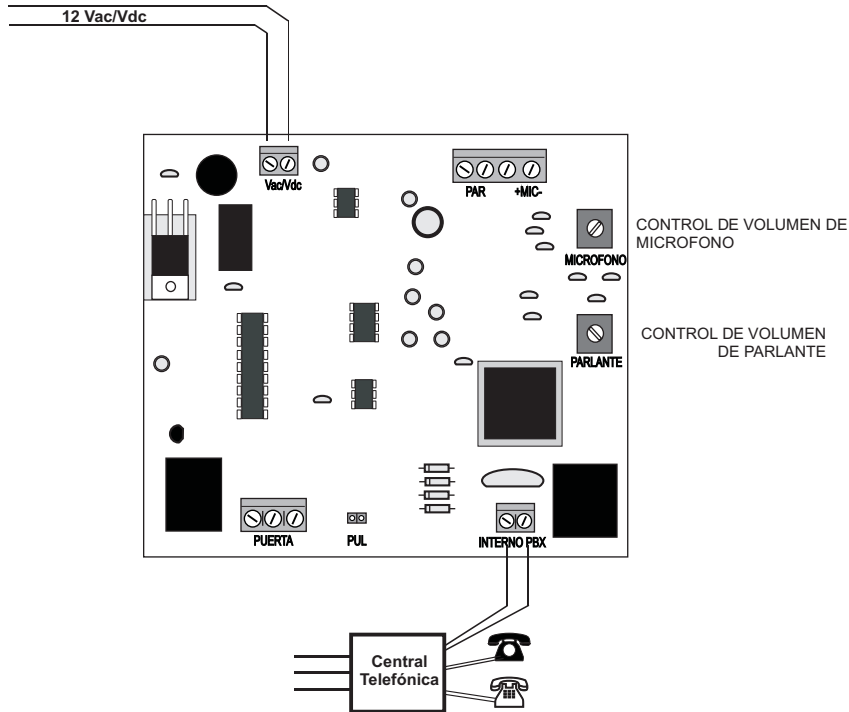 12 Vac/Vdc
Vac/Vdc
PAR +MIC-
MICROFONO
CONTROL DE VOLUMEN DE
MICROFONO
PARLANTE
CONTROL DE VOLUMEN
DE PARLANTE
PUERTA
PUL
INTERNO PBX
Central
Telefónica